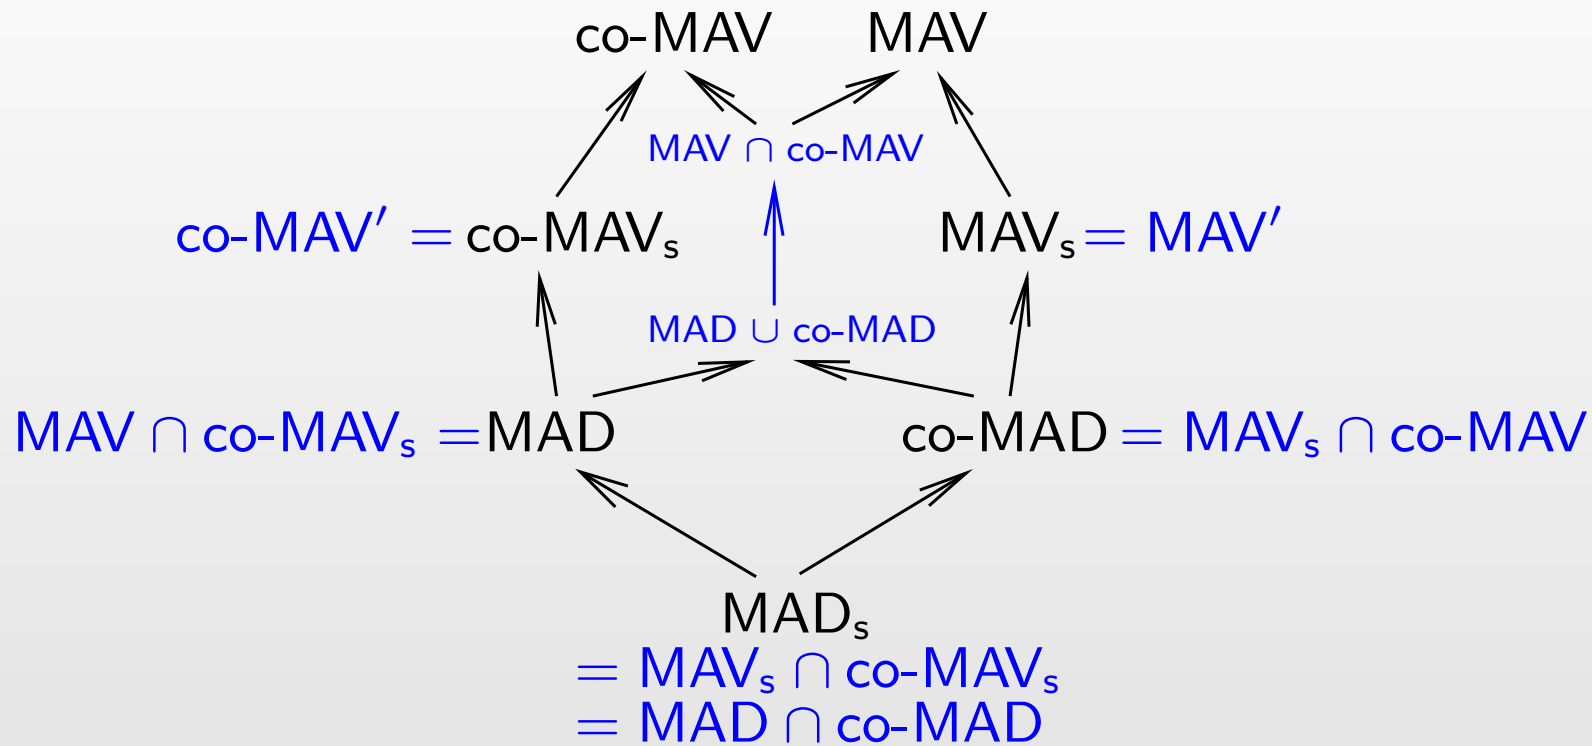 co-MAV MAV
MAV ∩ co-MAV
co-MAV′ = co-MAVₛ MAVₛ = MAV′
MAD ∪ co-MAD
MAV ∩ co-MAVₛ =MAD co-MAD = MAVₛ ∩ co-MAV
MADₛ
= MAVₛ ∩ co-MAVₛ
= MAD ∩ co-MAD